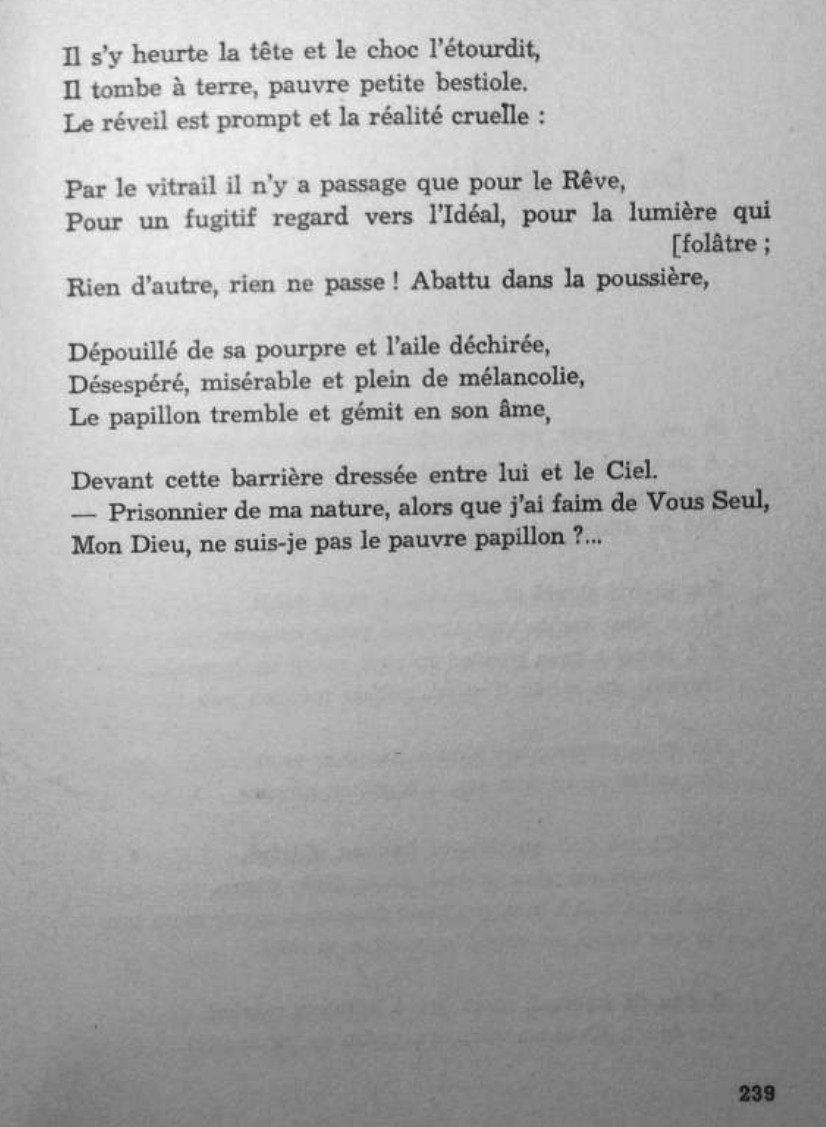 Il s'y heurte la tête et le choc l'étourdit,
Il tombe à terre, pauvre petite bestiole.
Le réveil est prompt et la réalité cruelle :
Par le vitrail il n'y a passage que pour le Rêve,
Pour un fugitif regard vers l'Idéal, pour la lumière qui
[folâtre ;
Rien d'autre, rien ne passe ! Abattu dans la poussière,
Dépouillé de sa pourpre et l'aile déchirée,
Désespéré, misérable et plein de mélancolie,
Le papillon tremble et gémit en son âme,
Devant cette barrière dressée entre lui et le Ciel.
— Prisonnier de ma nature, alors que j'ai faim de Vous Seul,
Mon Dieu, ne suis-je pas le pauvre papillon ?...
239